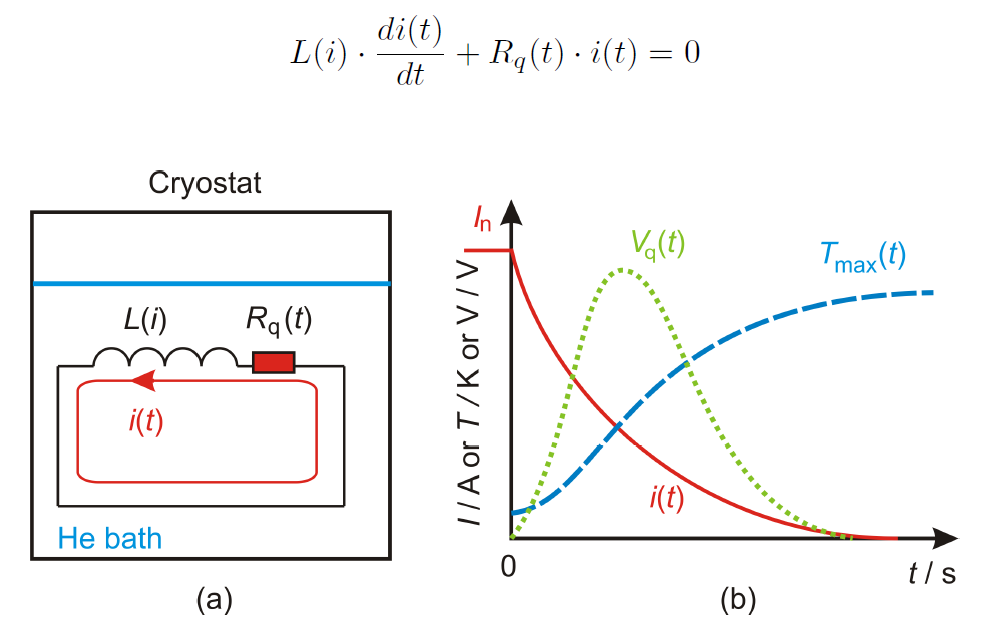 L(i) · di(t)/dt + R_q(t) · i(t) = 0
Cryostat
L(i)
R_q(t)
i(t)
He bath
(a)
I_n
V_q(t)
T_max(t)
I / A or T / K or V / V
i(t)
0
t / s
(b)